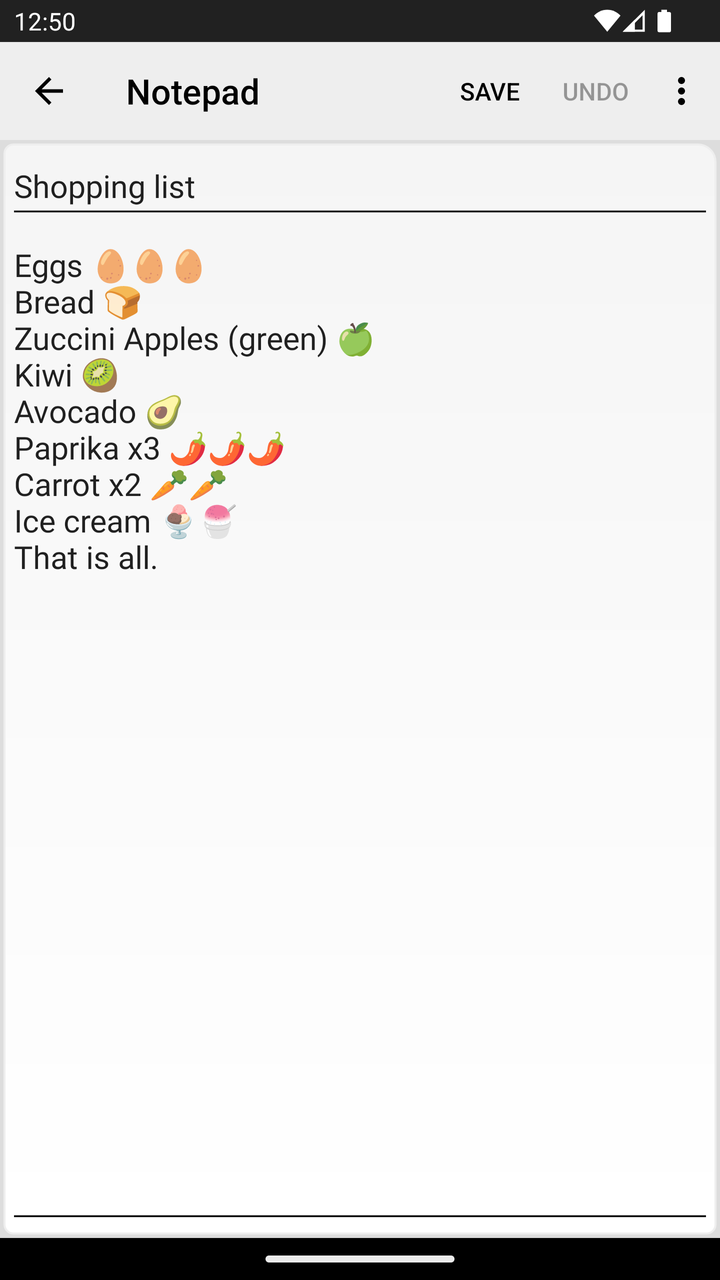 12:50
Notepad SAVE UNDO
Shopping list
Eggs 🥚🥚🥚
Bread 🍞
Zuccini Apples (green) 🍏
Kiwi 🥝
Avocado 🥑
Paprika x3 🌶️🌶️🌶️
Carrot x2 🥕🥕
Ice cream 🍨🍧
That is all.